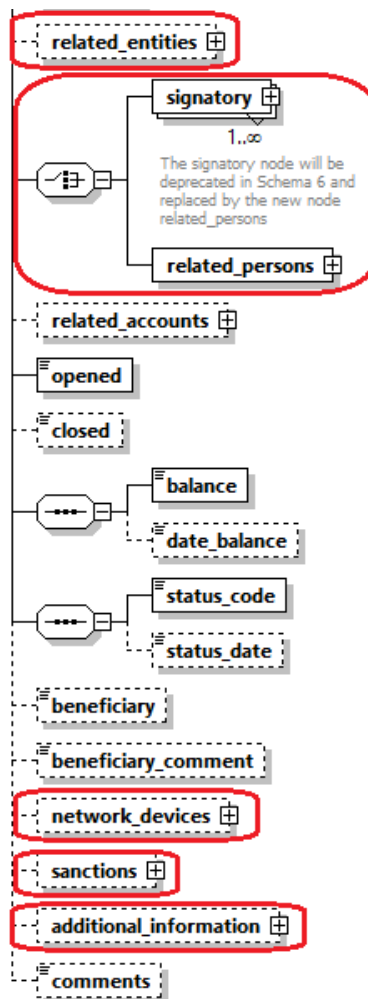 related_entities
signatory
1..∞
The signatory node will be
deprecated in Schema 6 and
replaced by the new node
related_persons
related_persons
related_accounts
opened
closed
balance
date_balance
status_code
status_date
beneficiary
beneficiary_comment
network_devices
sanctions
additional_information
comments